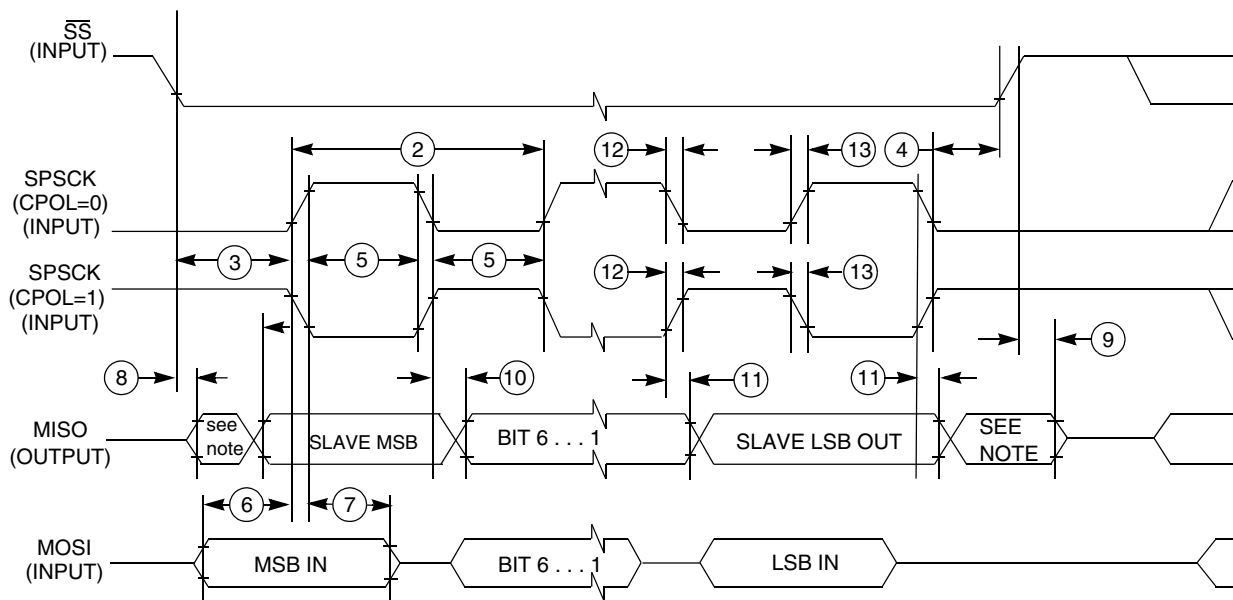 SS
(INPUT)
2
12
13
4
SPSCK
(CPOL=0)
(INPUT)
3
5
5
SPSCK
(CPOL=1)
(INPUT)
12
13
9
8
10
11
11
MISO
(OUTPUT)
see
note
SLAVE MSB
BIT 6 . . . 1
SLAVE LSB OUT
SEE
NOTE
6
7
MOSI
(INPUT)
MSB IN
BIT 6 . . . 1
LSB IN